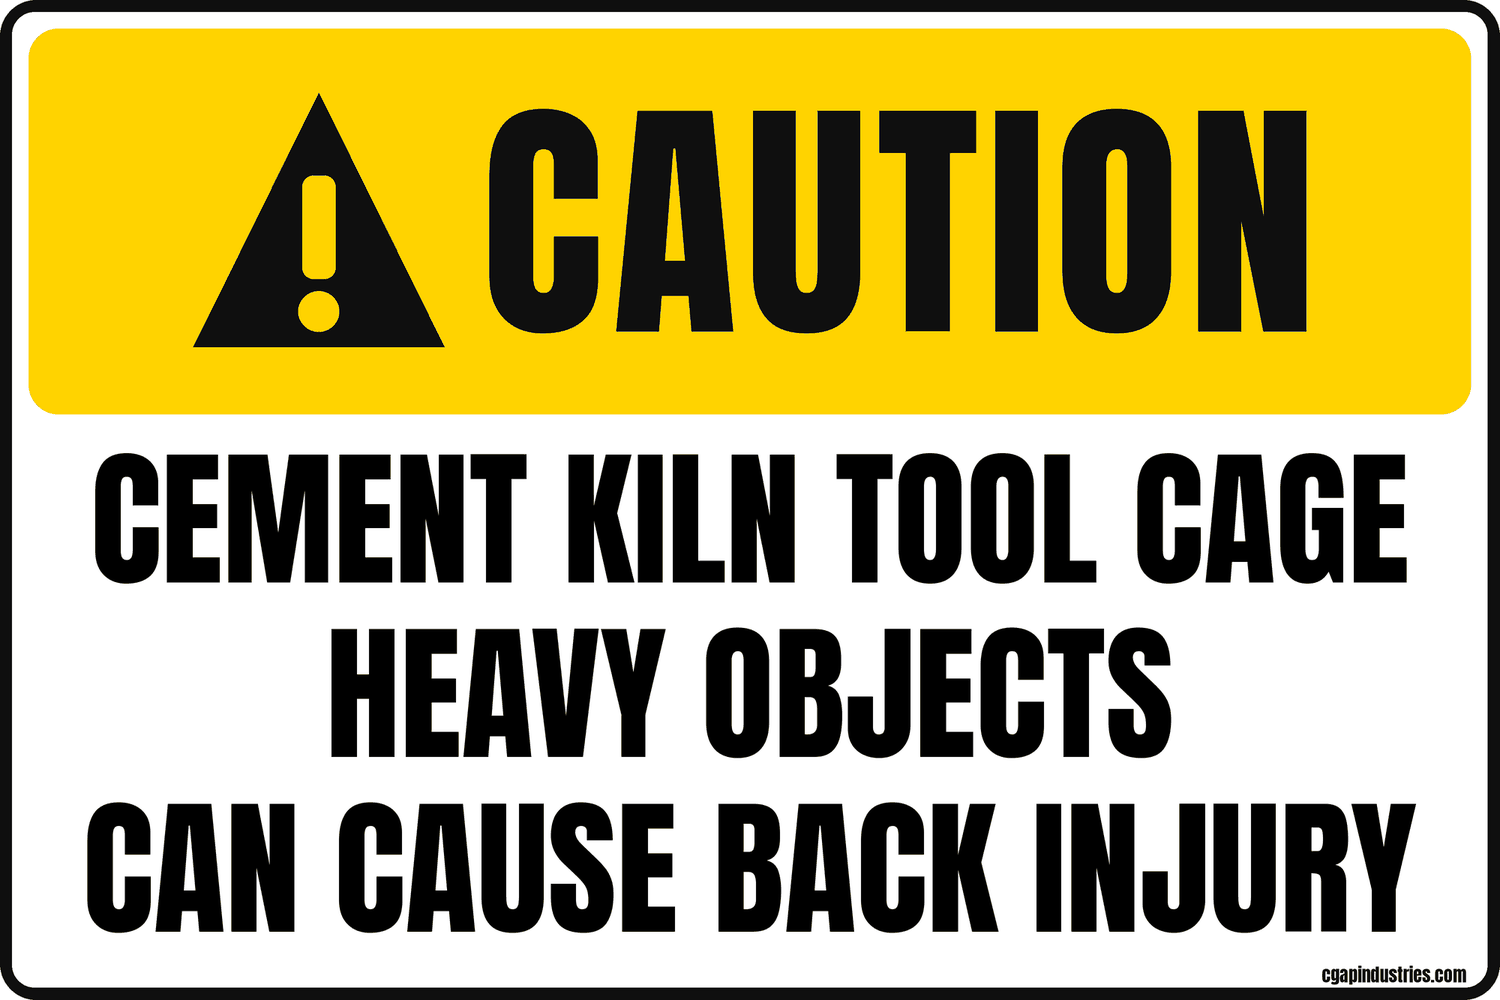 CAUTION
CEMENT KILN TOOL CAGE
HEAVY OBJECTS
CAN CAUSE BACK INJURY
cgapindustries.com